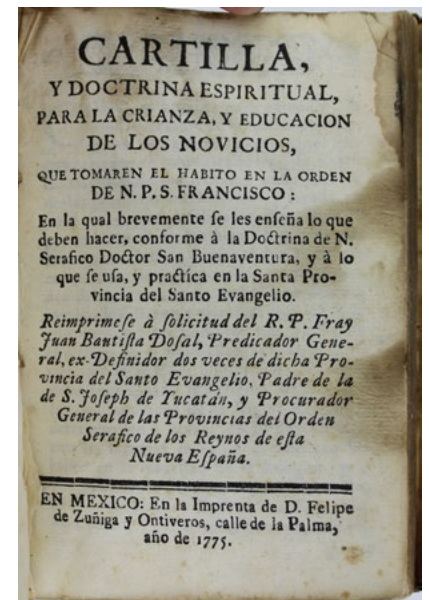 CARTILLA,
Y DOCTRINA ESPIRITUAL,
PARA LA CRIANZA, Y EDUCACION
DE LOS NOVICIOS,
QUE TOMAREN EL HABITO EN LA ORDEN
DE N. P. S. FRANCISCO:
En la qual brevemente ſe les enſeña lo que
deben hacer, conforme à la Doctrina de N.
Serafico Doctor San Buenaventura, y à lo
que ſe uſa, y practica en la Santa Pro-
vincia del Santo Evangelio.
Reimprimeſe à ſolicitud del R. P. Fray
Juan Bautiſta Doſal, Predicador Gene-
ral, ex-Definidor dos veces de dicha Pro-
vincia del Santo Evangelio, Padre de la
de S. Joſeph de Yucatàn, y Procurador
General de las Provincias del Orden
Serafico de los Reynos de eſta
Nueva Eſpaña.
EN MEXICO: En la Imprenta de D. Felipe
de Zuñiga y Ontiveros, calle de la Palma,
año de 1775.